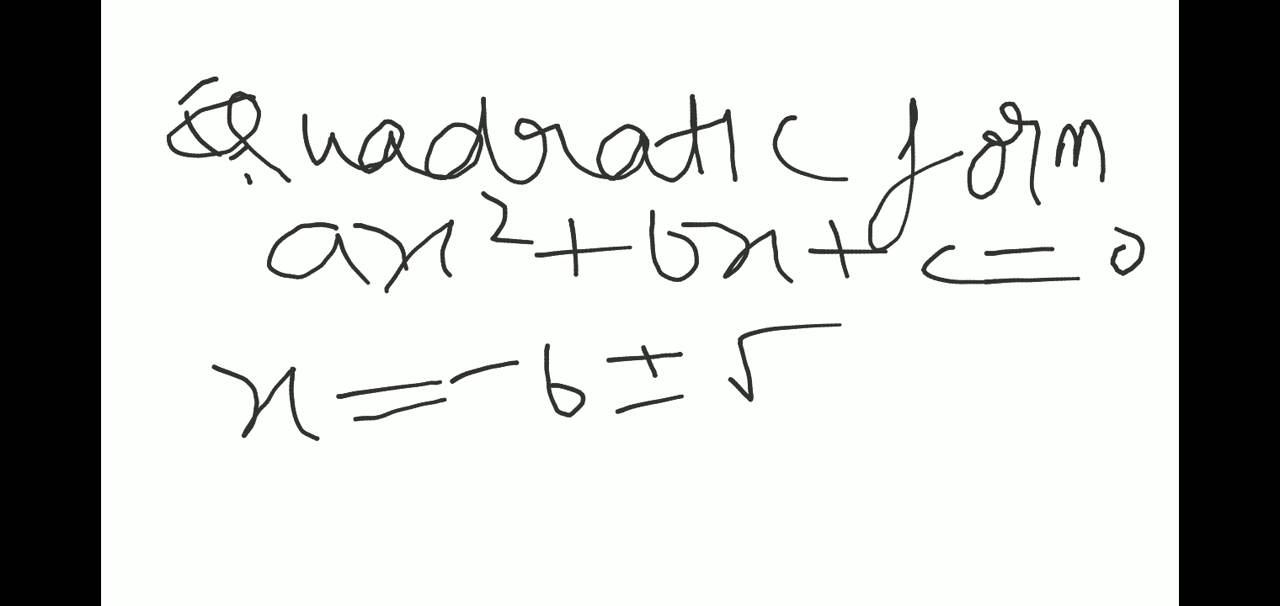 Quadratic form
ax² + bx + c = 0
x = - b ± √